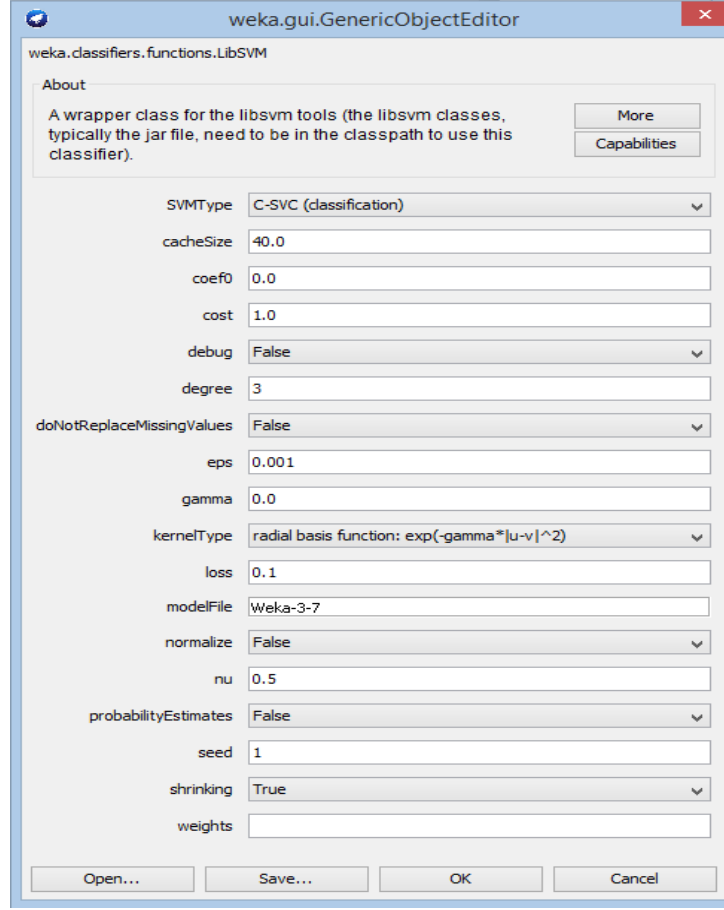 weka.gui.GenericObjectEditor
weka.classifiers.functions.LibSVM
About
A wrapper class for the libsvm tools (the libsvm classes,
typically the jar file, need to be in the classpath to use this
classifier).
More
Capabilities
SVMType C-SVC (classification)
cacheSize 40.0
coef0 0.0
cost 1.0
debug False
degree 3
doNotReplaceMissingValues False
eps 0.001
gamma 0.0
kernelType radial basis function: exp(-gamma*|u-v|^2)
loss 0.1
modelFile Weka-3-7
normalize False
nu 0.5
probabilityEstimates False
seed 1
shrinking True
weights
Open... Save... OK Cancel